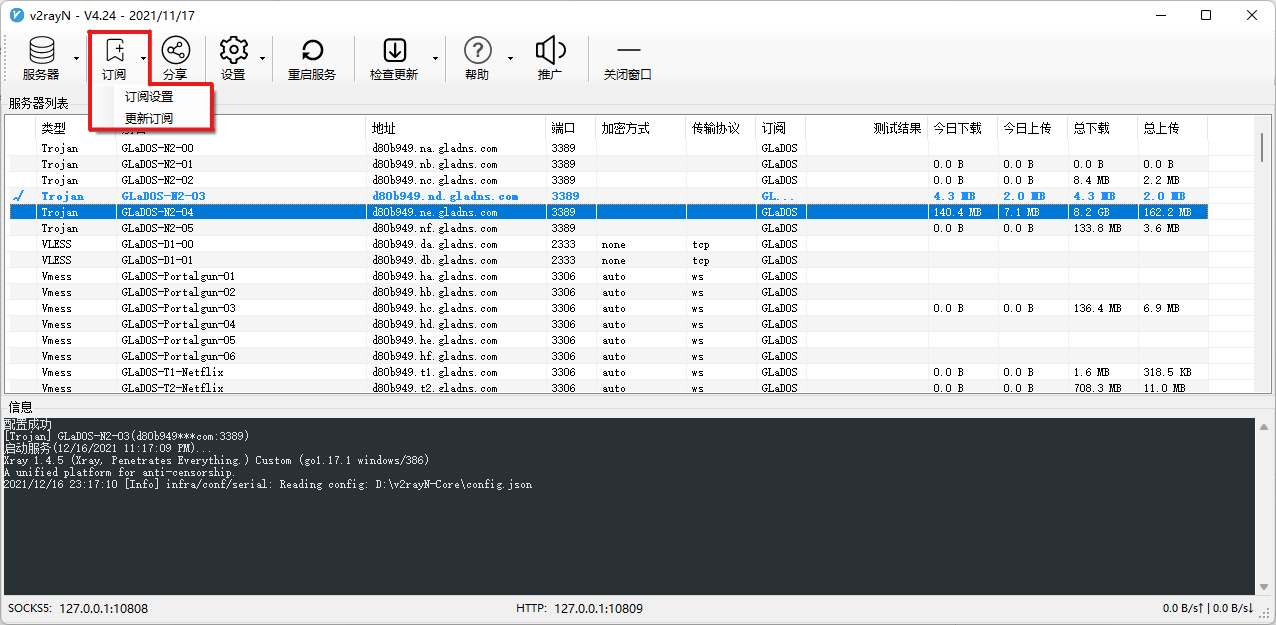 v2rayN - V4.24 - 2021/11/17
服务器 订阅 分享 设置 重启服务 检查更新 帮助 推广 关闭窗口
订阅设置
更新订阅
服务器列表
类型 地址 端口 加密方式 传输协议 订阅 测试结果 今日下载 今日上传 总下载 总上传
Trojan GLaDOS-N2-00 d80b949.na.gladns.com 3389 GLaDOS
Trojan GLaDOS-N2-01 d80b949.nb.gladns.com 3389 GLaDOS 0.0 B 0.0 B 0.0 B 0.0 B
Trojan GLaDOS-N2-02 d80b949.nc.gladns.com 3389 GLaDOS 0.0 B 0.0 B 8.4 MB 2.2 MB
Trojan GLaDOS-N2-03 d80b949.nd.gladns.com 3389 GL... 4.3 MB 2.0 MB 4.3 MB 2.0 MB
Trojan GLaDOS-N2-04 d80b949.ne.gladns.com 3389 GLaDOS 140.4 MB 7.1 MB 8.2 GB 162.2 MB
Trojan GLaDOS-N2-05 d80b949.nf.gladns.com 3389 GLaDOS 0.0 B 0.0 B 133.8 MB 3.6 MB
VLESS GLaDOS-D1-00 d80b949.da.gladns.com 2333 none tcp GLaDOS
VLESS GLaDOS-D1-01 d80b949.db.gladns.com 2333 none tcp GLaDOS
Vmess GLaDOS-Portalgun-01 d80b949.ha.gladns.com 3306 auto ws GLaDOS
Vmess GLaDOS-Portalgun-02 d80b949.hb.gladns.com 3306 auto ws GLaDOS
Vmess GLaDOS-Portalgun-03 d80b949.hc.gladns.com 3306 auto ws GLaDOS 0.0 B 0.0 B 136.4 MB 6.9 MB
Vmess GLaDOS-Portalgun-04 d80b949.hd.gladns.com 3306 auto ws GLaDOS
Vmess GLaDOS-Portalgun-05 d80b949.he.gladns.com 3306 auto ws GLaDOS
Vmess GLaDOS-Portalgun-06 d80b949.hf.gladns.com 3306 auto ws GLaDOS
Vmess GLaDOS-T1-Netflix d80b949.t1.gladns.com 3306 auto ws GLaDOS 0.0 B 0.0 B 1.6 MB 318.5 KB
Vmess GLaDOS-T2-Netflix d80b949.t2.gladns.com 3306 auto ws GLaDOS 0.0 B 0.0 B 708.3 MB 11.0 MB
信息
配置成功
[Trojan] GLaDOS-N2-03(d80b949***com:3389)
启动服务(12/16/2021 11:17:09 PM)...
Xray 1.4.5 (Xray, Penetrates Everything.) Custom (go1.17.1 windows/386)
A unified platform for anti-censorship.
2021/12/16 23:17:10 [Info] infra/conf/serial: Reading config: D:\v2rayN-Core\config.json
SOCKS5: 127.0.0.1:10808 HTTP: 127.0.0.1:10809 0.0 B/s↑ | 0.0 B/s↓